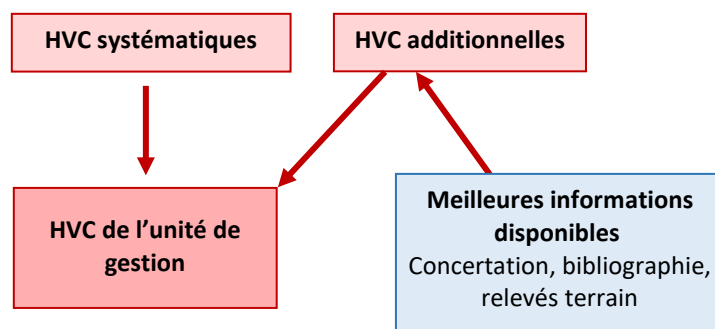 HVC systématiques
HVC additionnelles
HVC de l’unité de
gestion
Meilleures informations
disponibles
Concertation, bibliographie,
relevés terrain